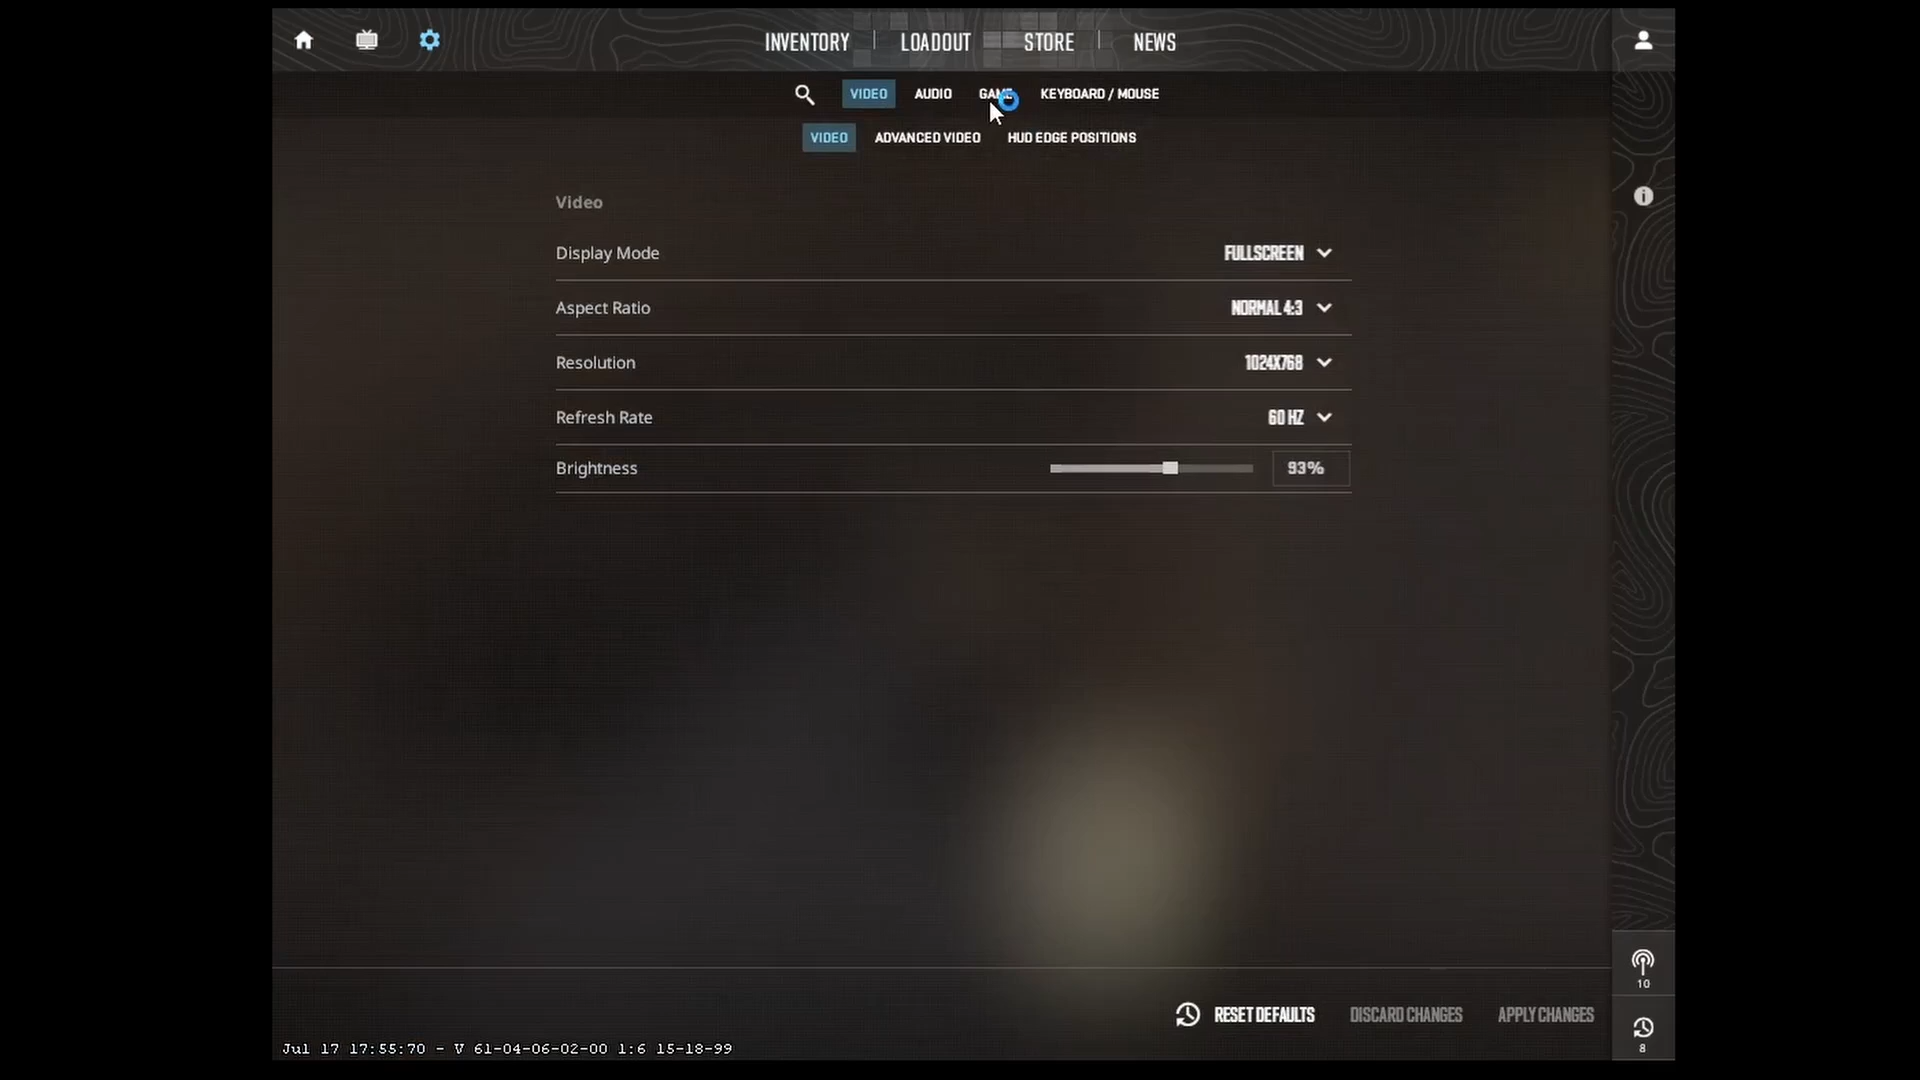 INVENTORY LOADOUT STORE NEWS
VIDEO AUDIO GAME KEYBOARD / MOUSE
VIDEO ADVANCED VIDEO HUD EDGE POSITIONS
Video
Display Mode FULLSCREEN
Aspect Ratio NORMAL 4:3
Resolution 1024X768
Refresh Rate 60 HZ
Brightness 93%
10
RESET DEFAULTS DISCARD CHANGES APPLY CHANGES
8
Jul 17 17:55:70 - V 61-04-06-02-00 1:6 15-18-99